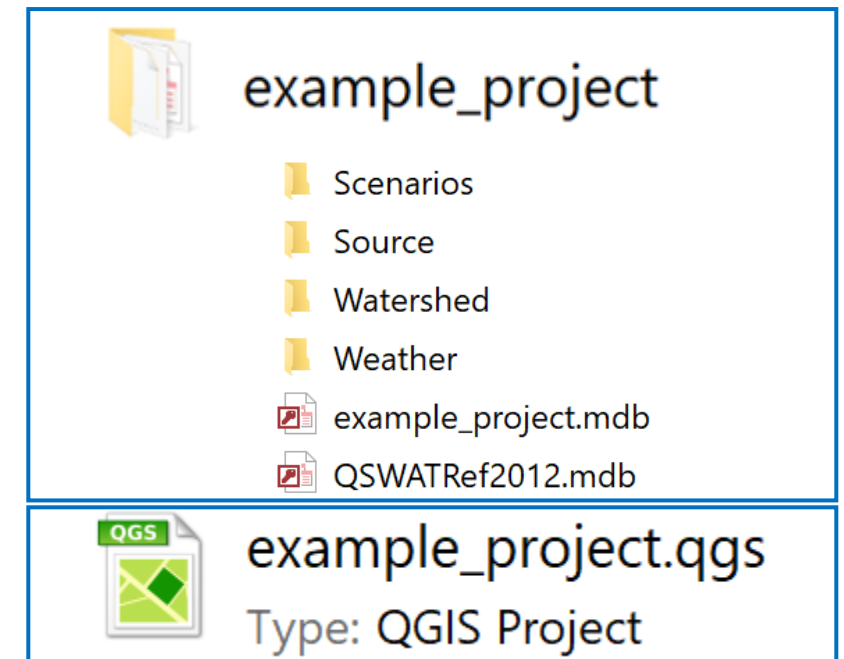 example_project
Scenarios
Source
Watershed
Weather
example_project.mdb
QSWATRef2012.mdb
QGS
example_project.qgs
Type: QGIS Project